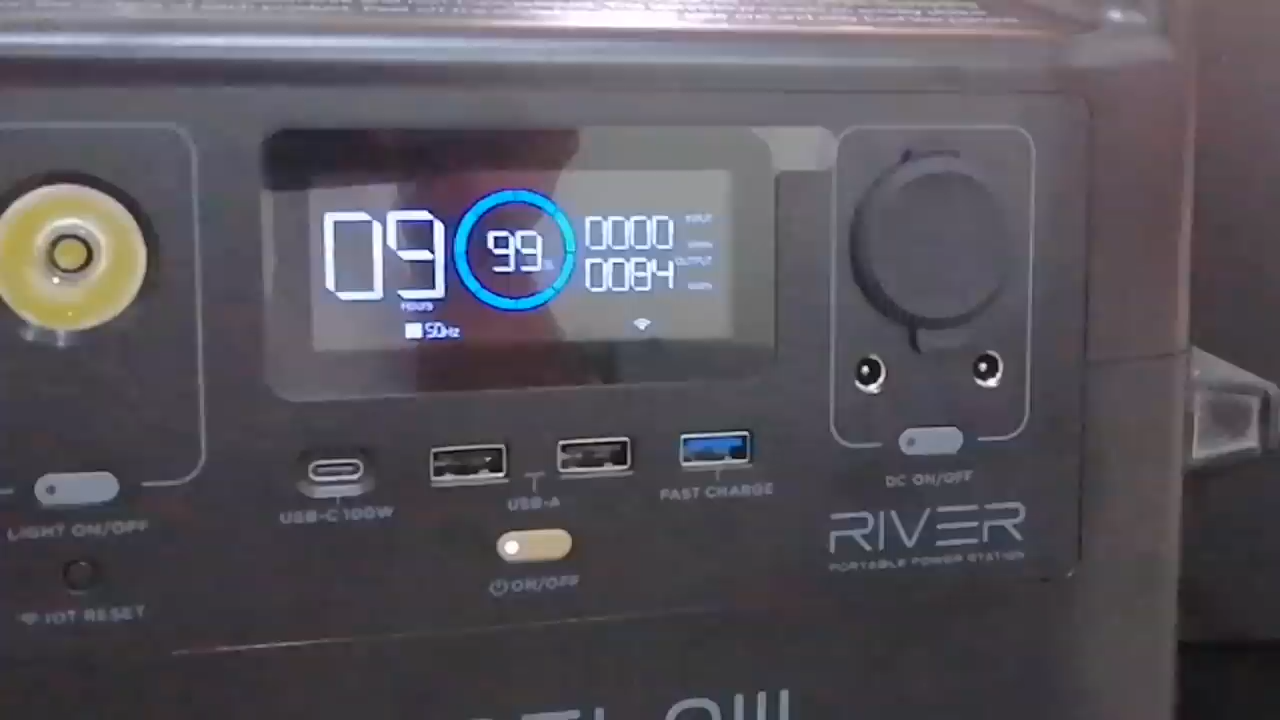 09
HOURS
50Hz
99%
0000
INPUT
0084
OUTPUT
LIGHT ON/OFF
IOT RESET
USB-C 100W
USB-A
FAST CHARGE
ON/OFF
DC ON/OFF
RIVER
PORTABLE POWER STATION